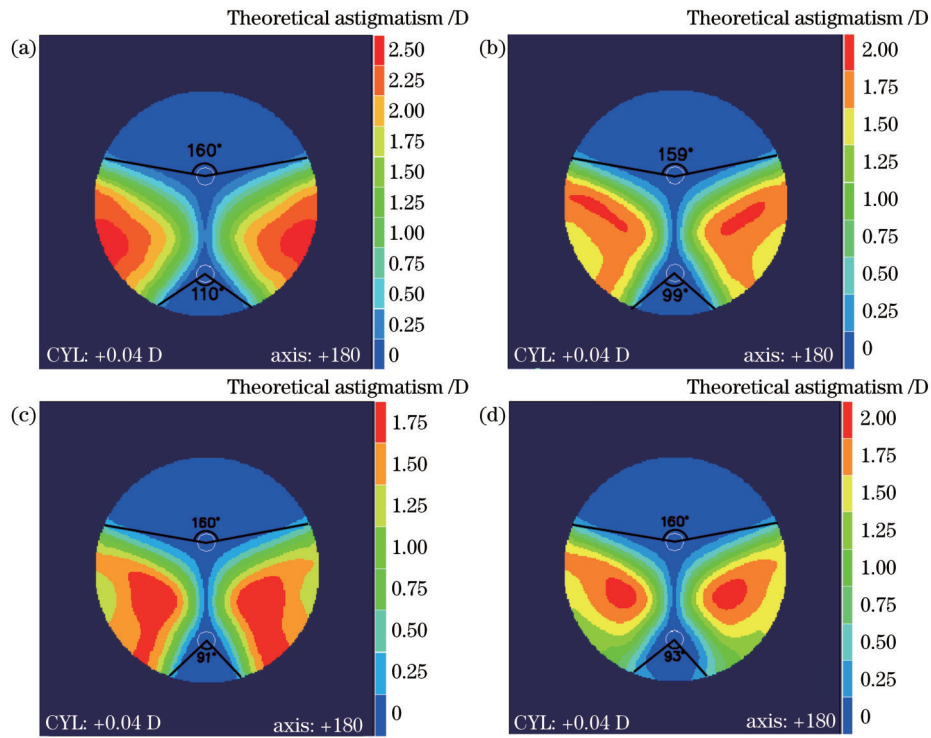 Theoretical astigmatism /D
(a)
2.50
2.25
2.00
1.75
1.50
1.25
1.00
0.75
0.50
0.25
0
160°
110°
CYL: +0.04 D
axis: +180
Theoretical astigmatism /D
(b)
2.00
1.75
1.50
1.25
1.00
0.75
0.50
0.25
0
159°
99°
CYL: +0.04 D
axis: +180
Theoretical astigmatism /D
(c)
1.75
1.50
1.25
1.00
0.75
0.50
0.25
0
160°
91°
CYL: +0.04 D
axis: +180
Theoretical astigmatism /D
(d)
2.00
1.75
1.50
1.25
1.00
0.75
0.50
0.25
0
160°
93°
CYL: +0.04 D
axis: +180